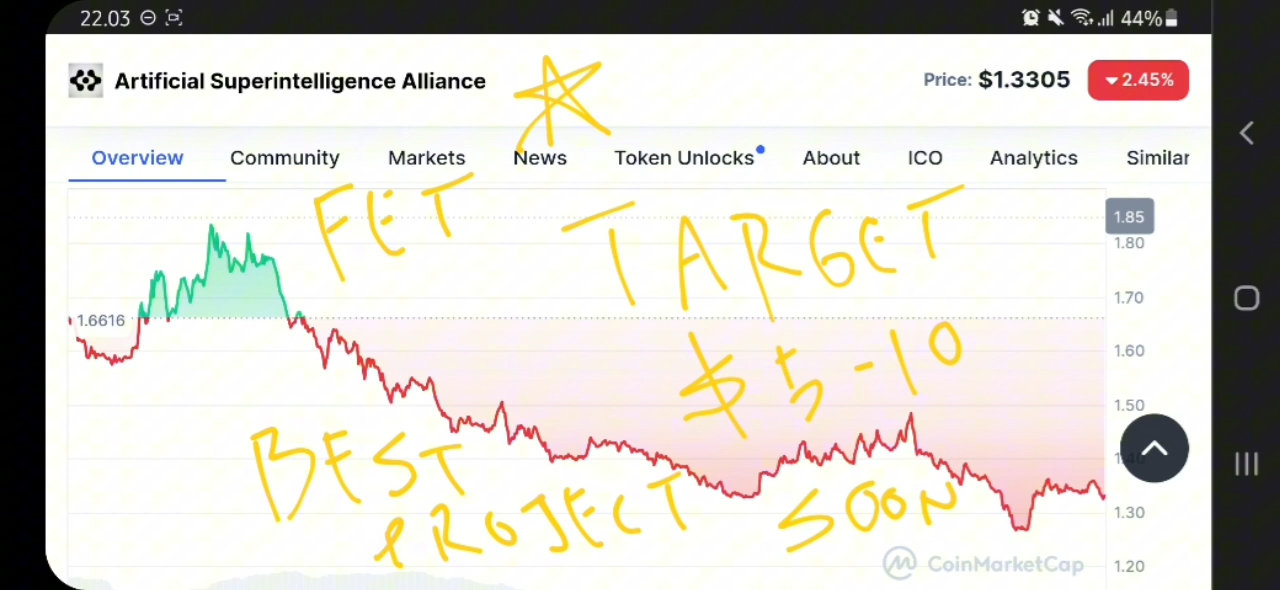 22.03 44%
Artificial Superintelligence Alliance Price: $1.3305 2.45%
Overview Community Markets News Token Unlocks About ICO Analytics Similar
FET TARGET
$5-10
SOON
BEST
PROJECT
1.6616
1.85
1.80
1.70
1.60
1.50
1.40
1.30
1.20
CoinMarketCap